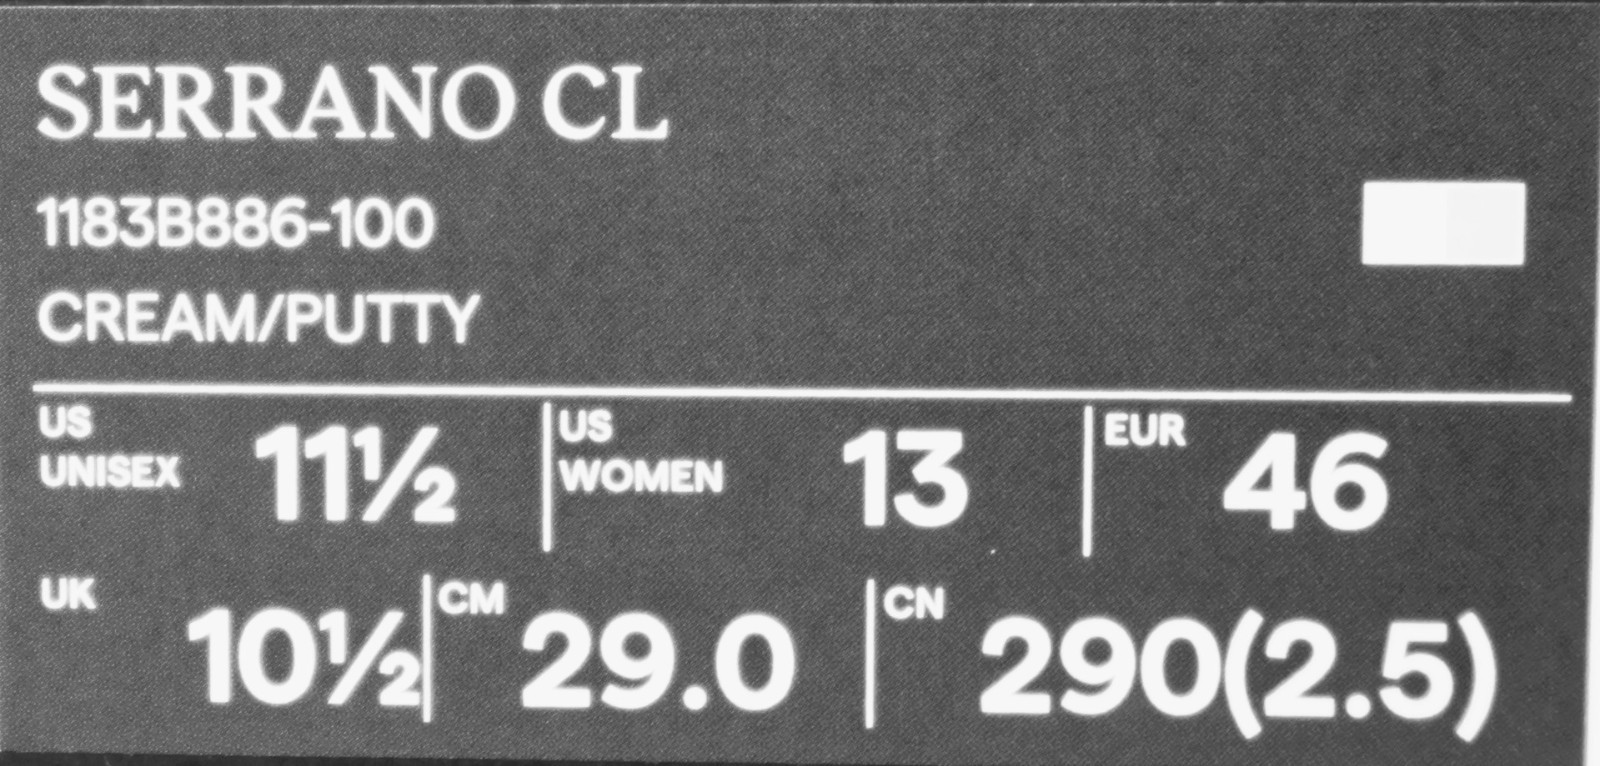 SERRANO CL
1183B886-100
CREAM/PUTTY
US UNISEX 11½ US WOMEN 13 EUR 46
UK 10½ CM 29.0 CN 290(2.5)